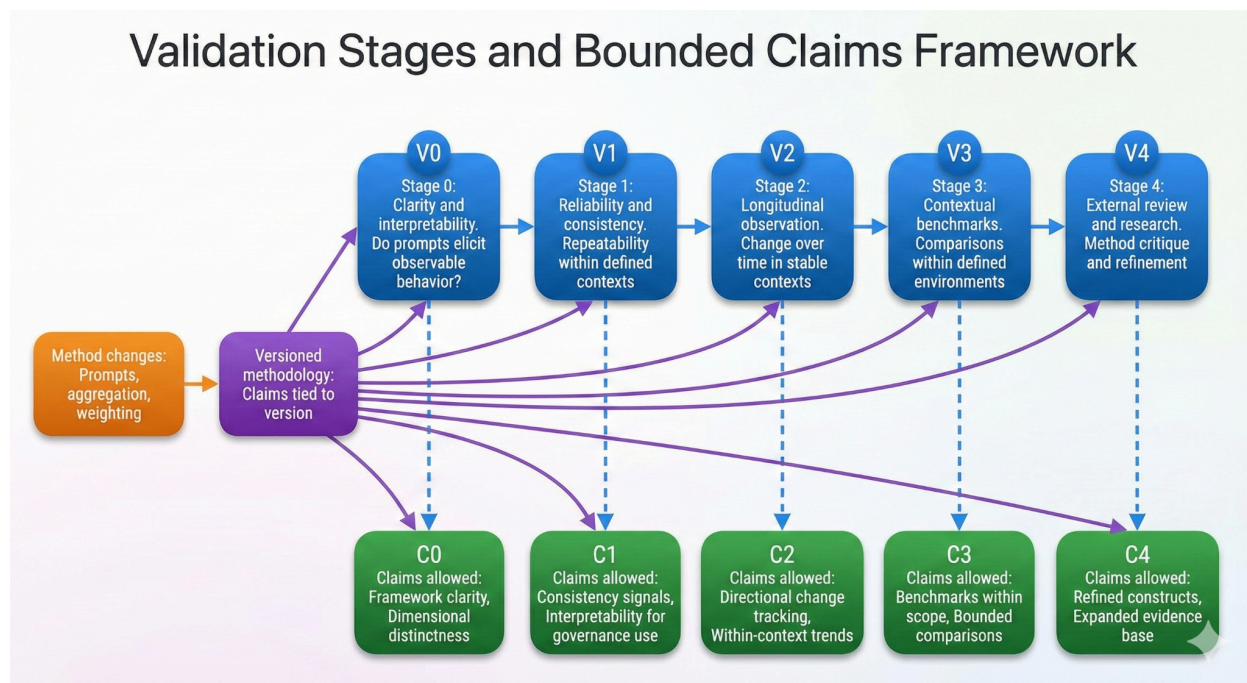 Validation Stages and Bounded Claims Framework
V0
Stage 0:
Clarity and
interpretability.
Do prompts elicit
observable
behavior?
V1
Stage 1:
Reliability and
consistency.
Repeatability
within defined
contexts
V2
Stage 2:
Longitudinal
observation.
Change over
time in stable
contexts
V3
Stage 3:
Contextual
benchmarks.
Comparisons
within defined
environments
V4
Stage 4:
External review
and research.
Method critique
and refinement
Method changes:
Prompts,
aggregation,
weighting
Versioned
methodology:
Claims tied to
version
C0
Claims allowed:
Framework clarity,
Dimensional
distinctness
C1
Claims allowed:
Consistency signals,
Interpretability for
governance use
C2
Claims allowed:
Directional change
tracking,
Within-context trends
C3
Claims allowed:
Benchmarks within
scope, Bounded
comparisons
C4
Claims allowed:
Refined constructs,
Expanded evidence
base